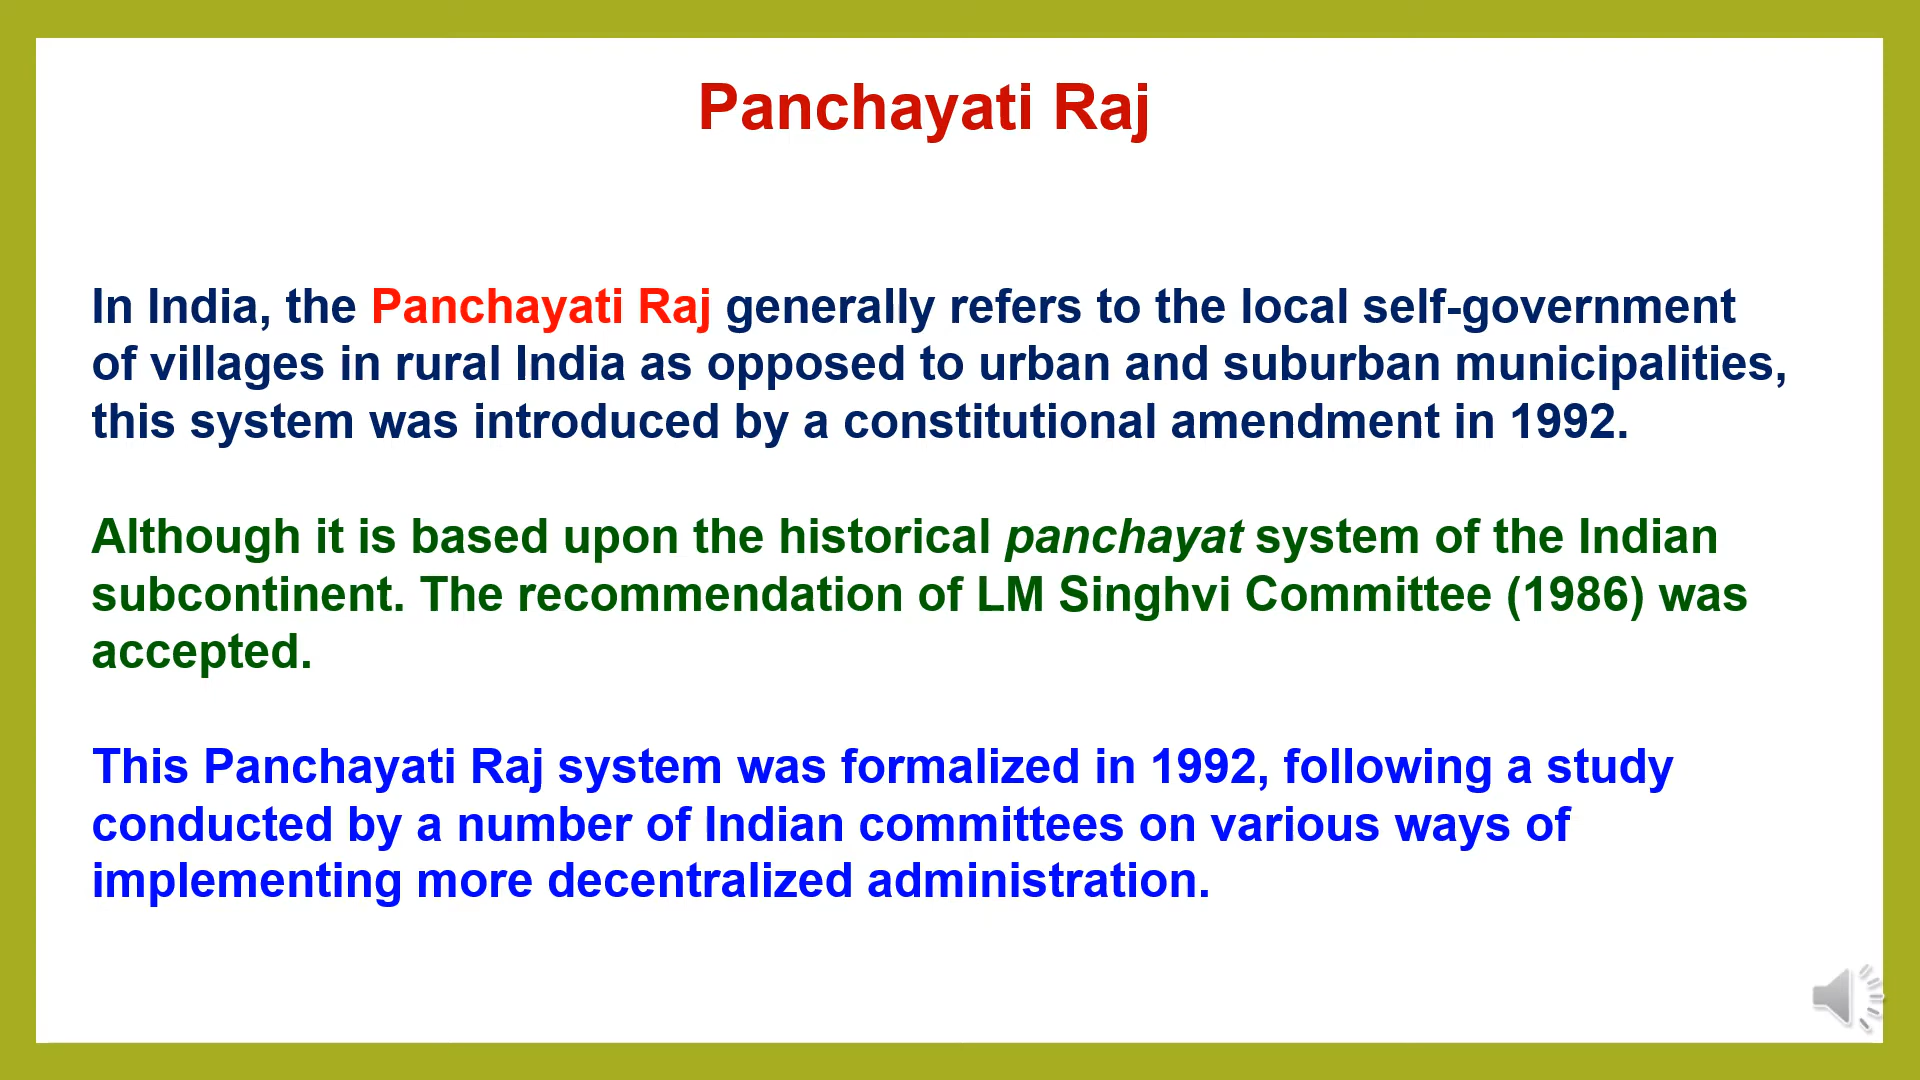 Panchayati Raj
In India, the Panchayati Raj generally refers to the local self-government
of villages in rural India as opposed to urban and suburban municipalities,
this system was introduced by a constitutional amendment in 1992.
Although it is based upon the historical panchayat system of the Indian
subcontinent. The recommendation of LM Singhvi Committee (1986) was
accepted.
This Panchayati Raj system was formalized in 1992, following a study
conducted by a number of Indian committees on various ways of
implementing more decentralized administration.